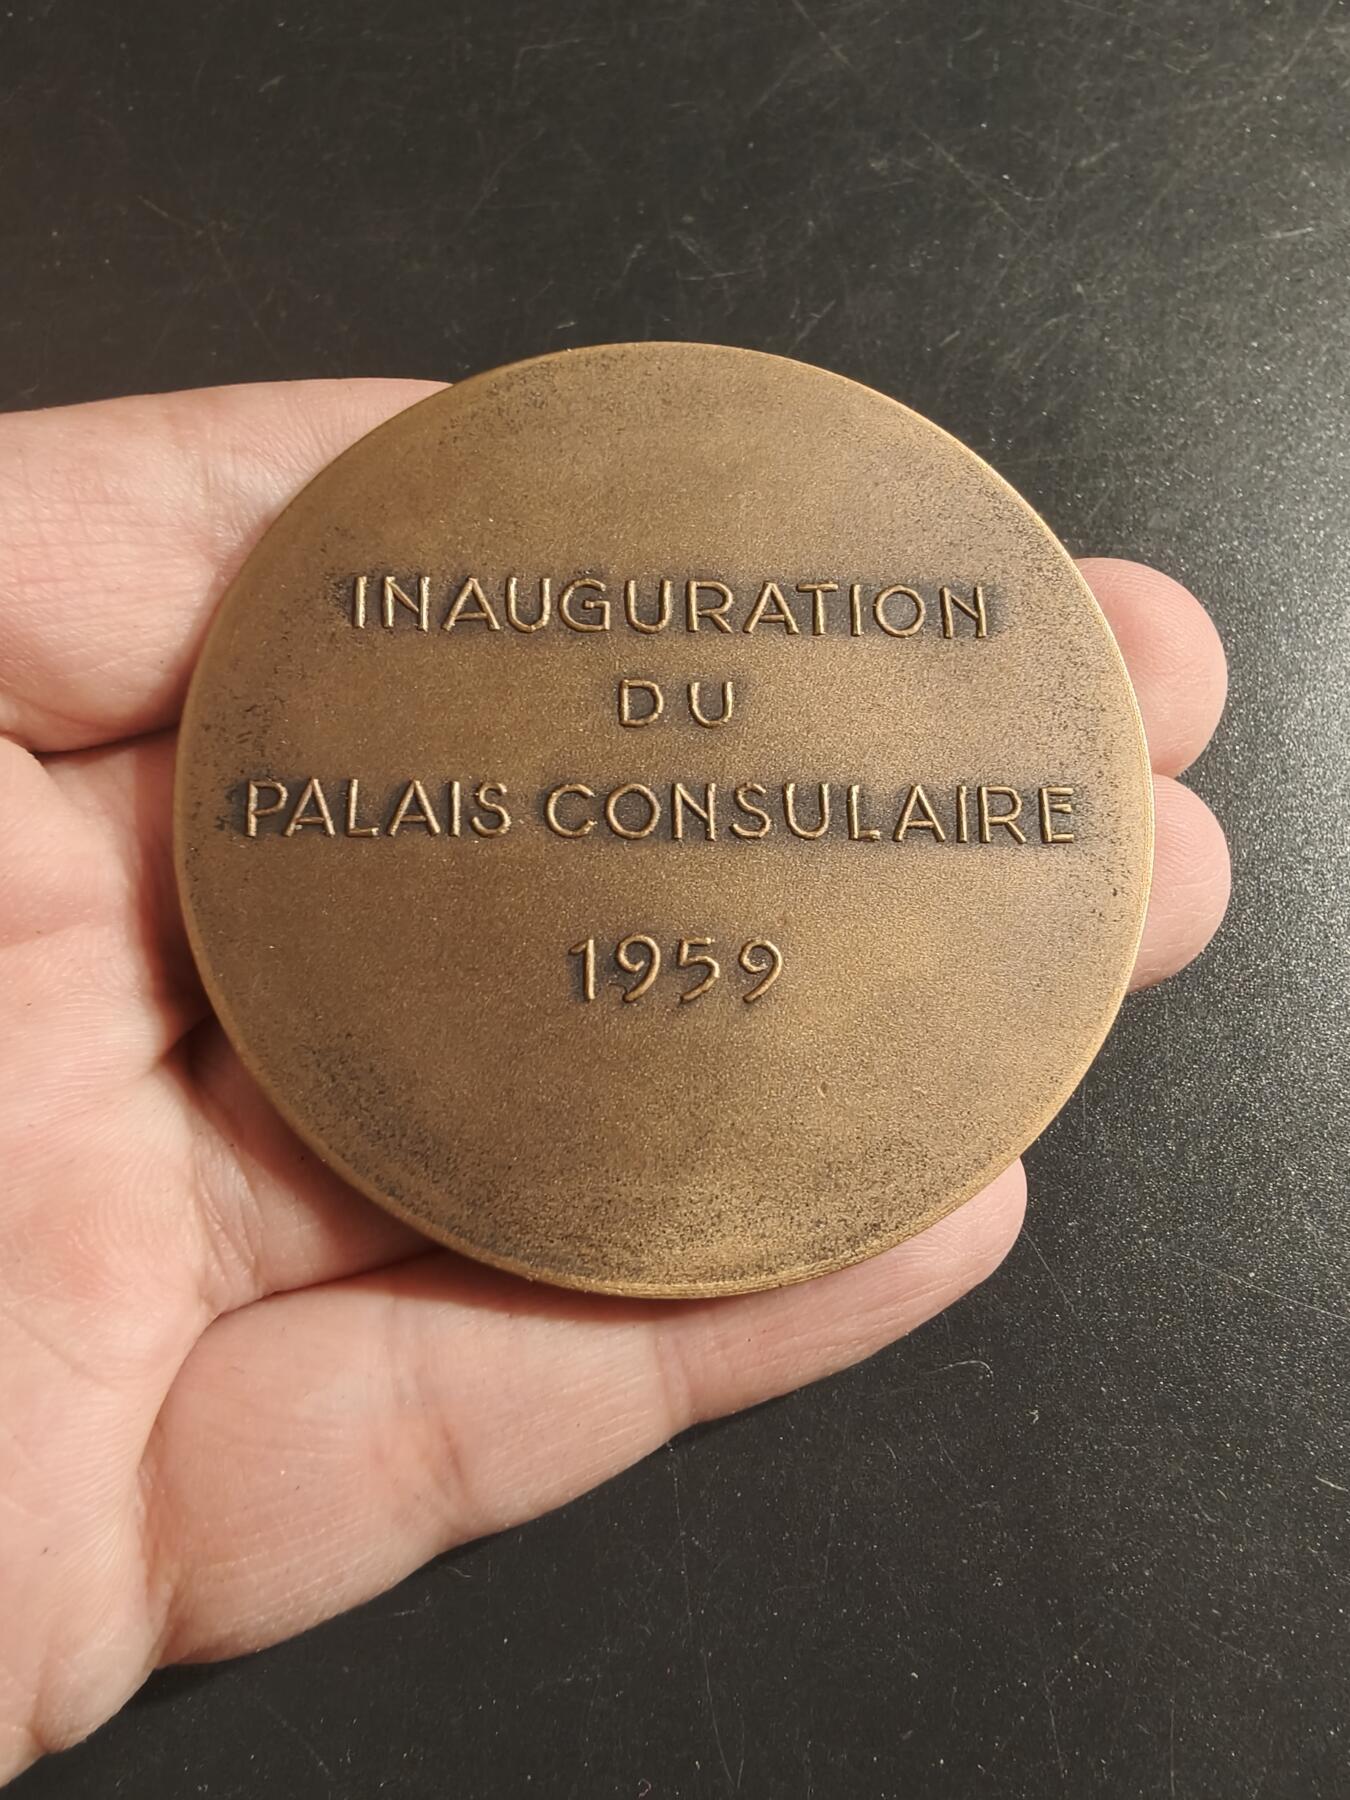 INAUGURATION
DU
PALAIS CONSULAIRE
1959